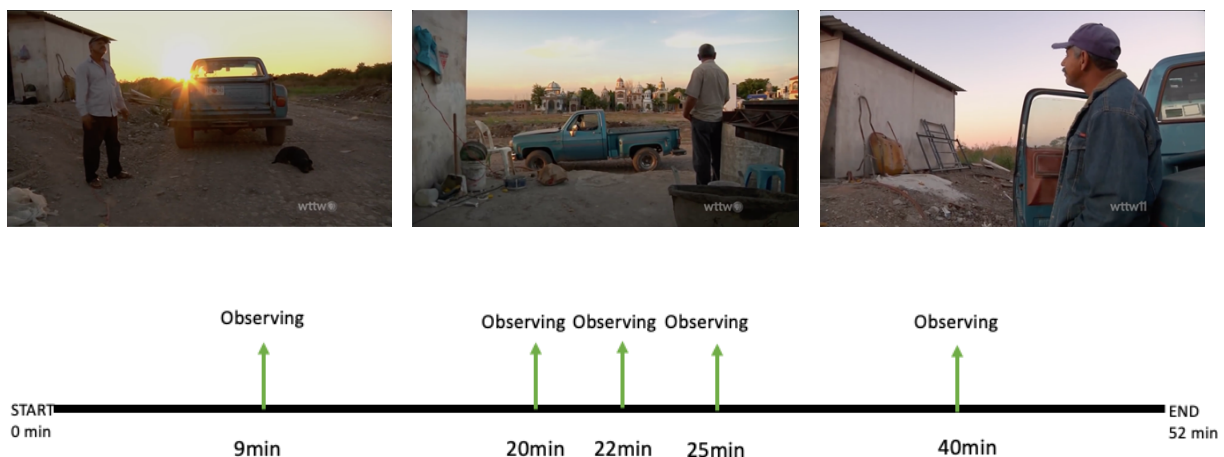 wttw
wttw
wttw11
Observing
Observing
Observing
Observing
Observing
START
0 min
END
52 min
9min
20min
22min
25min
40min